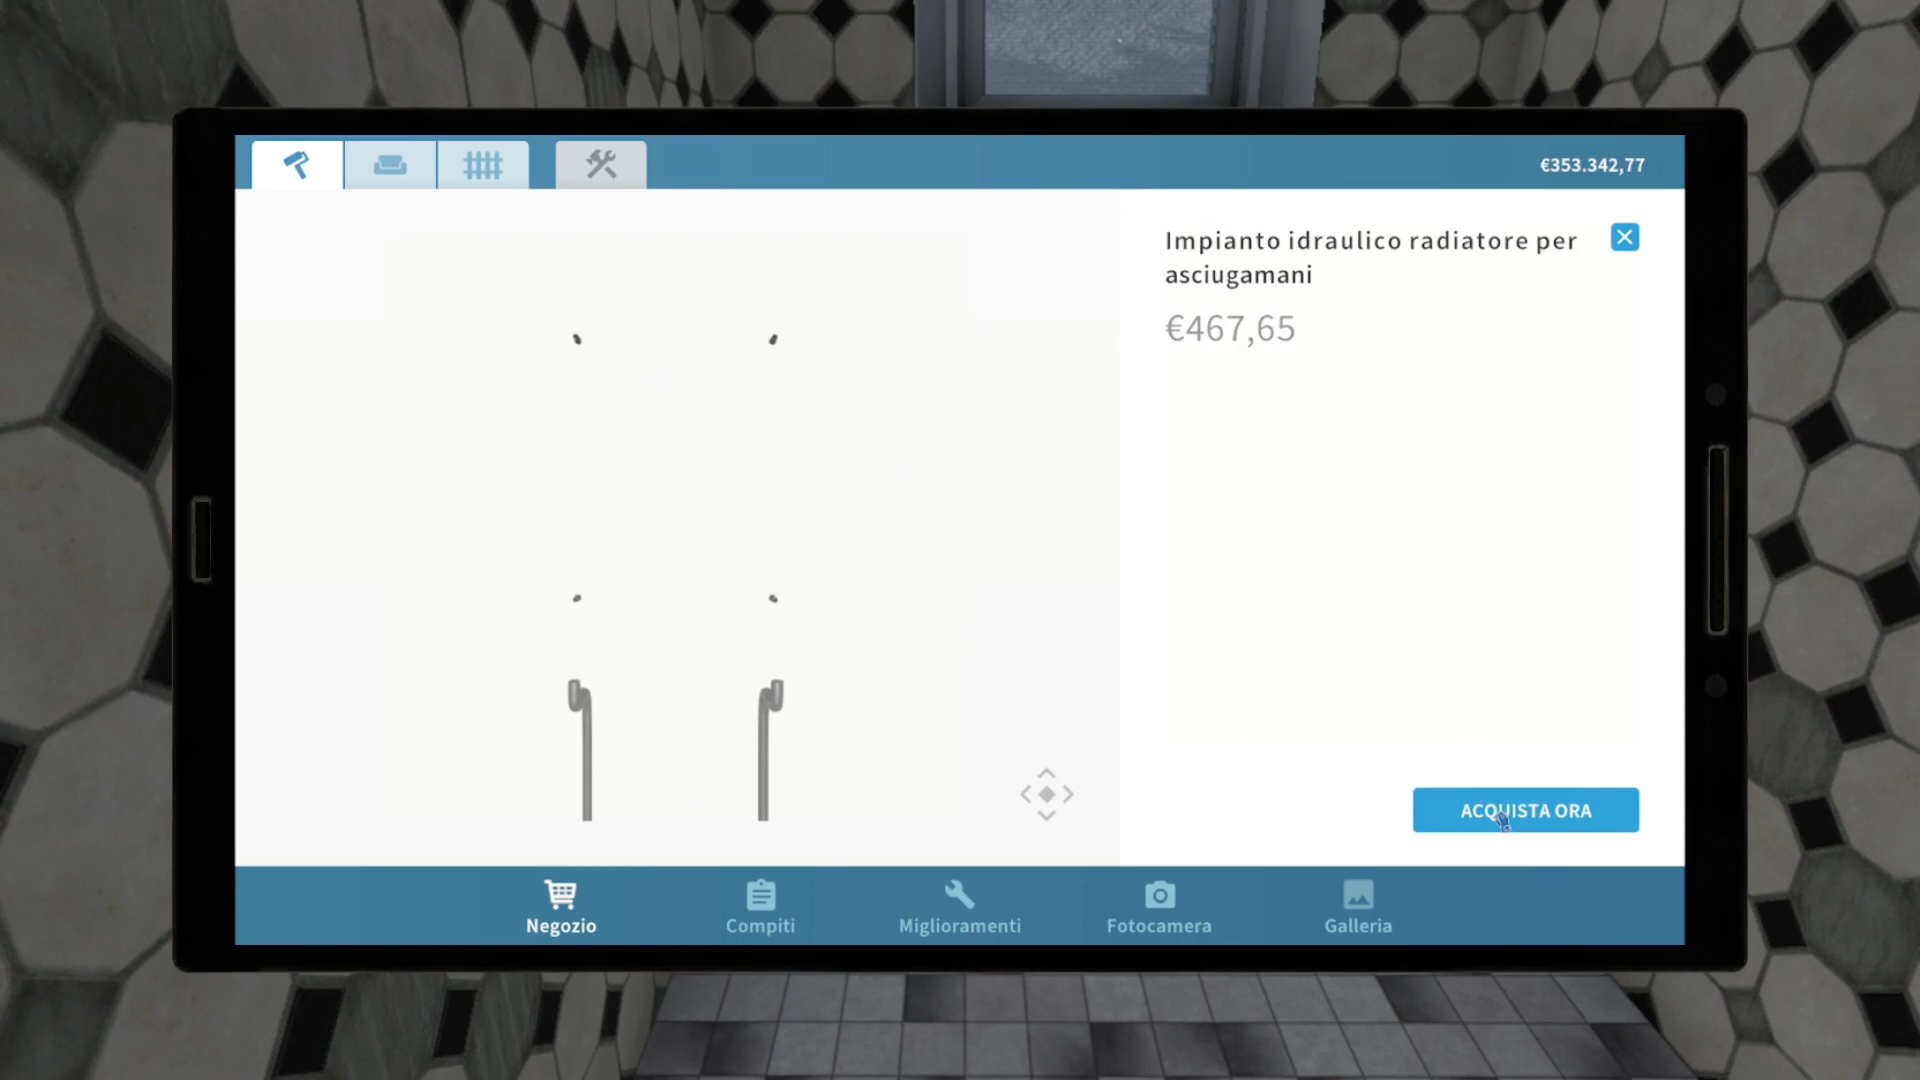 €353.342,77
Impianto idraulico radiatore per
asciugamani
€467,65
ACQUISTA ORA
Negozio
Compiti
Miglioramenti
Fotocamera
Galleria